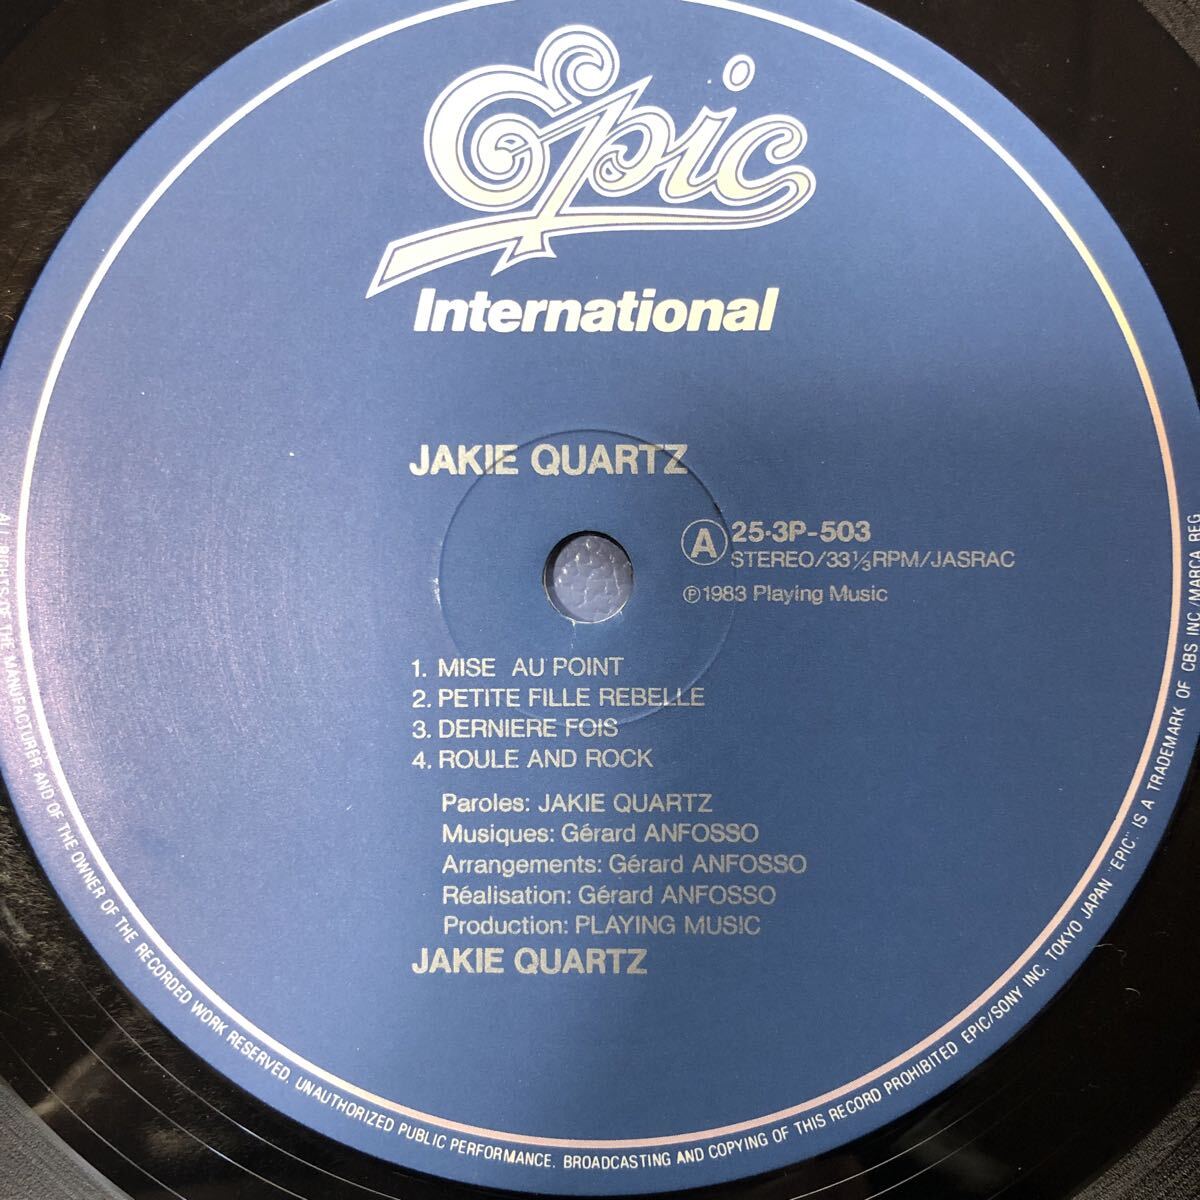 Epic
International
JAKIE QUARTZ
A 25·3P-503
STEREO/33⅓RPM/JASRAC
℗1983 Playing Music
1. MISE AU POINT
2. PETITE FILLE REBELLE
3. DERNIERE FOIS
4. ROULE AND ROCK
Paroles: JAKIE QUARTZ
Musiques: Gérard ANFOSSO
Arrangements: Gérard ANFOSSO
Réalisation: Gérard ANFOSSO
Production: PLAYING MUSIC
JAKIE QUARTZ
ALL RIGHTS OF THE MANUFACTURER AND OF THE OWNER OF THE RECORDED WORK RESERVED. UNAUTHORIZED PUBLIC PERFORMANCE. BROADCASTING AND COPYING OF THIS RECORD PROHIBITED EPIC/SONY INC. TOKYO JAPAN "EPIC." IS A TRADEMARK OF CBS INC./MARCA REG